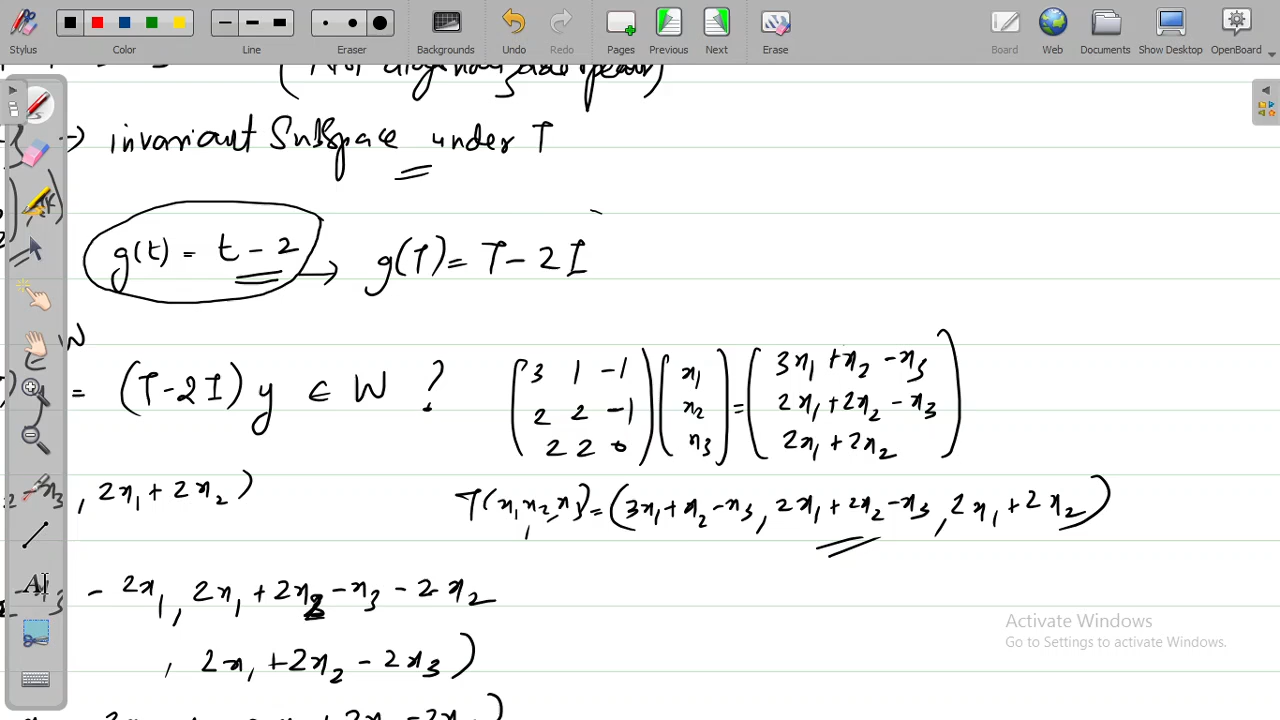 Stylus Color Line Eraser Backgrounds Undo Redo Pages Previous Next Erase Board Web Documents Show Desktop OpenBoard
→ invariant Subspace under T
g(t) = t - 2 → g(T) = T - 2I
W
= (T-2I) y ∈ W ?
(3 1 -1) (x₁) = (3x₁ + x₂ - x₃)
(2 2 -1) (x₂) (2x₁ + 2x₂ - x₃)
(2 2 0) (x₃) (2x₁ + 2x₂)
, 2x₁ + 2x₂)
T(x₁, x₂, x₃) = (3x₁ + x₂ - x₃, 2x₁ + 2x₂ - x₃, 2x₁ + 2x₂)
- 2x₁, 2x₁ + 2x₂ - x₃ - 2x₂
, 2x₁ + 2x₂ - 2x₃)
Activate Windows
Go to Settings to activate Windows.